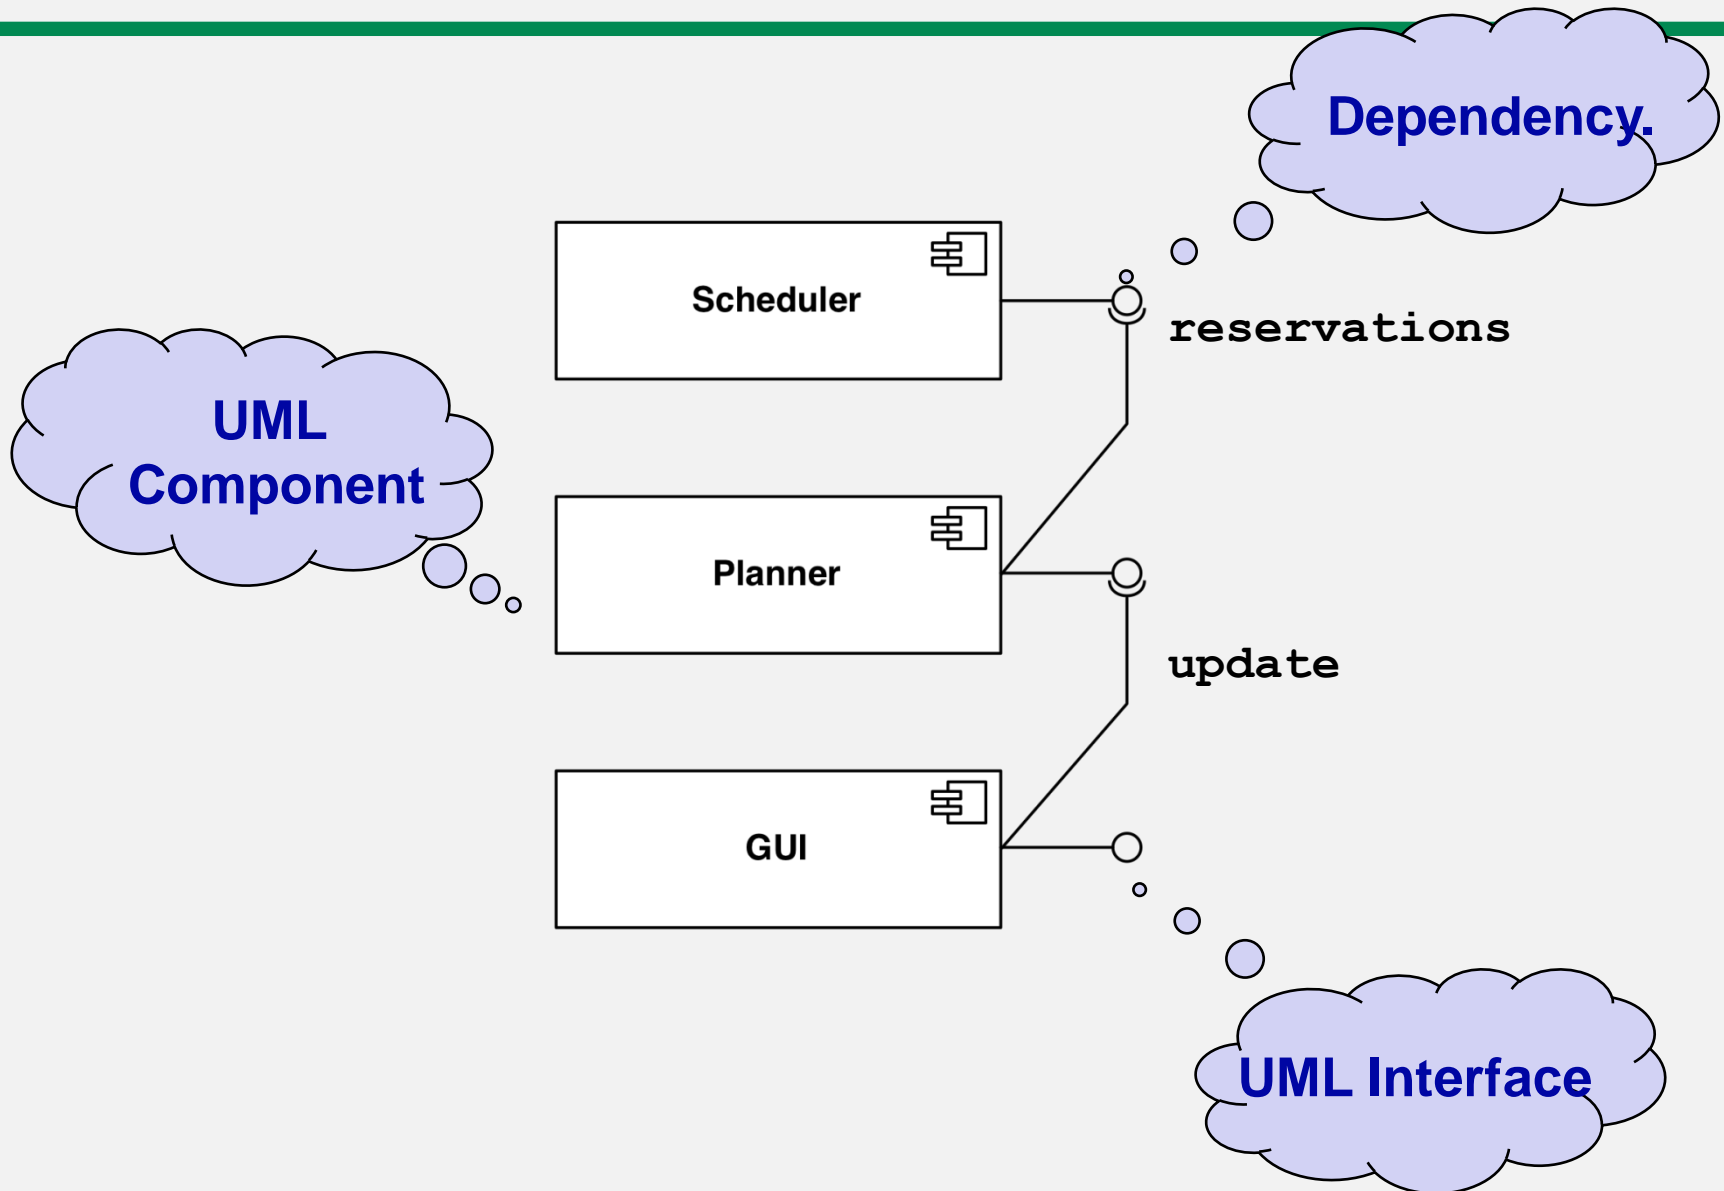 Dependency.
Scheduler
reservations
UML
Component
Planner
update
GUI
UML Interface